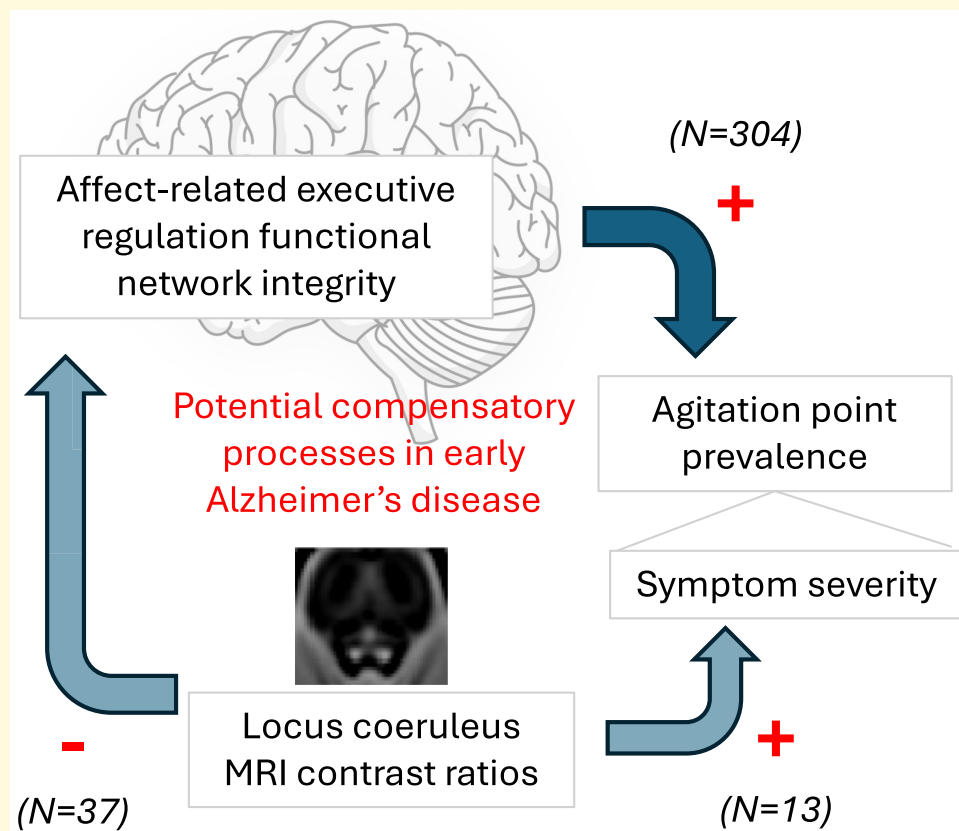 (N=304)
+
Affect-related executive
regulation functional
network integrity
Potential compensatory
processes in early
Alzheimer’s disease
Agitation point
prevalence
Symptom severity
Locus coeruleus
MRI contrast ratios
-
(N=37)
+
(N=13)